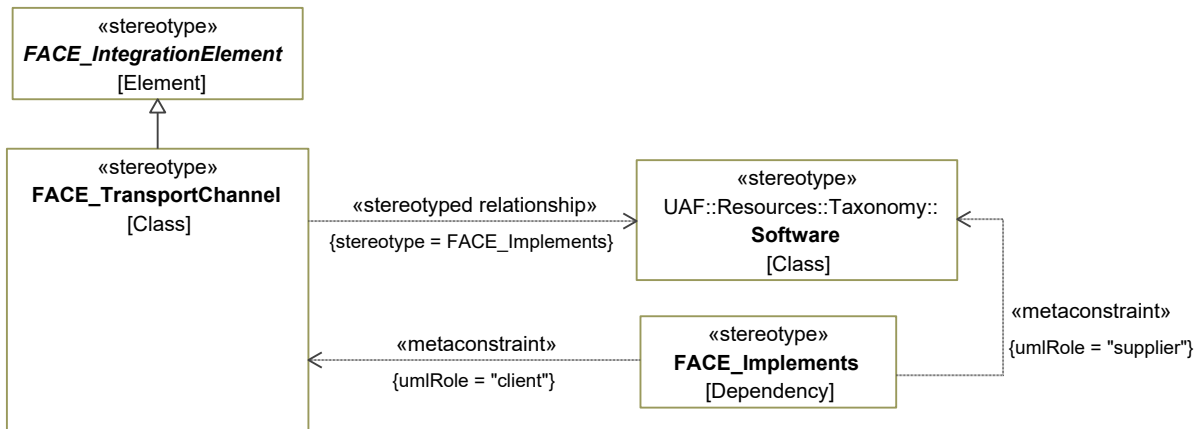 «stereotype»
FACE_IntegrationElement
[Element]
«stereotype»
FACE_TransportChannel
[Class]
«stereotyped relationship»
{stereotype = FACE_Implements}
«stereotype»
UAF::Resources::Taxonomy::
Software
[Class]
«metaconstraint»
{umlRole = "client"}
«stereotype»
FACE_Implements
[Dependency]
«metaconstraint»
{umlRole = "supplier"}